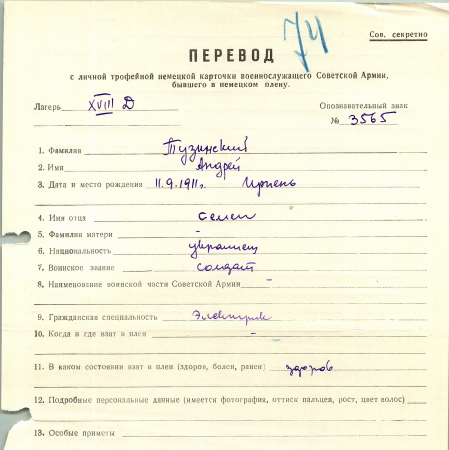 74
Сов. секретно
ПЕРЕВОД
с личной трофейной немецкой карточки военнослужащего Советской Армии,
бывшего в немецком плену.
Лагерь XVIII D Опознавательный знак
№ 3565
1. Фамилия Тузинский
2. Имя Андрей
3. Дата и место рождения 11.9.1911г. Ирпень
4. Имя отца Семен
5. Фамилия матери -
6. Национальность украинец
7. Воинское звание солдат
8. Наименование воинской части Советской Армии -
9. Гражданская специальность Электрик
10. Когда и где взят в плен -
11. В каком состоянии взят в плен (здоров, болен, ранен) здоров
12. Подробные персональные данные (имеется фотография, оттиск пальцев, рост, цвет волос)
13. Особые приметы